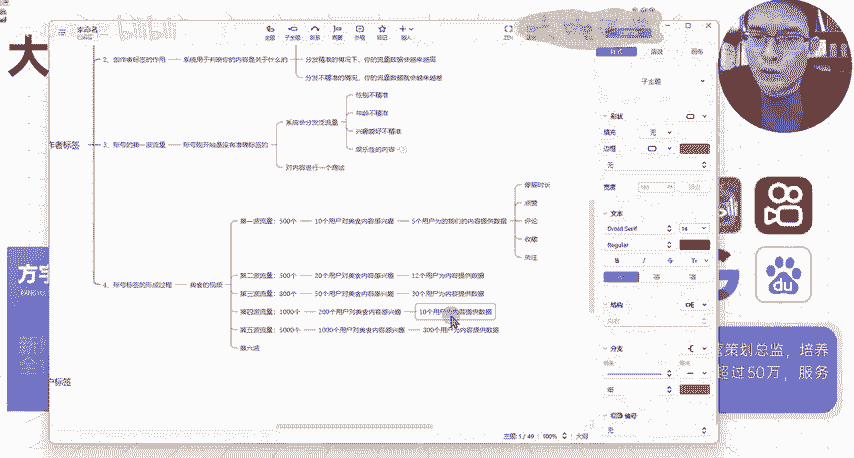 bilibili
大
未命名
主题
子主题
概要
2、创作者标签的作用
系统用于判断你的内容是关于什么的
分发精准的情况下，你的流量数据会越来越高
分发不精准的情况，你的流量数据就会越来越差
作者标签
3、账号的第一波流量
账号刚开始是没有准确标签的
系统会分发泛流量
性别不精准
年龄不精准
兴趣爱好不精准
娱乐性的内容
对内容进行一个测试
4、账号标签的形成过程
美食的视频
第一波流量：500个
10个用户对美食内容感兴趣
5个用户为的我们的内容提供数据
停留时长
点赞
评论
收藏
关注
第二波流量：500个
20个用户对美食内容感兴趣
12个用户为内容提供数据
第三波流量：800个
50个用户对美食内容感兴趣
30个用户为内容提供数据
第四波流量：1000个
200个用户对美食内容感兴趣
10个用户为内容提供数据
第五波流量：5000个
1000个用户对美食内容感兴趣
300个用户为内容提供数据
第六波
户标签
样式
画布
子主题
形状
填充
无
边框
无
宽度
文本
Droid Serif
14
Regular
B
I
S
Tr
结构
分支
编号
无
主题: 1 / 49
100%
大纲
方
du
策划总监，培养
超过50万，服务